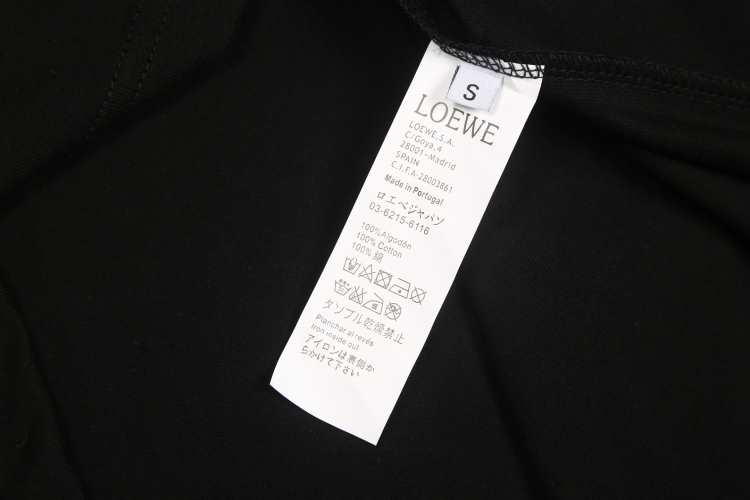 S
LOEWE
LOEWE,S.A.
C/Goya,4
28001-Madrid
SPAIN
C.I.F.A-28003861
Made in Portugal
ロエベジャパン
03-6215-6116
100%Algodón
100% Cotton
100% 綿
タンブル乾燥禁止
Planchar al revés
Iron inside out
アイロンは裏側か
らかけて下さい